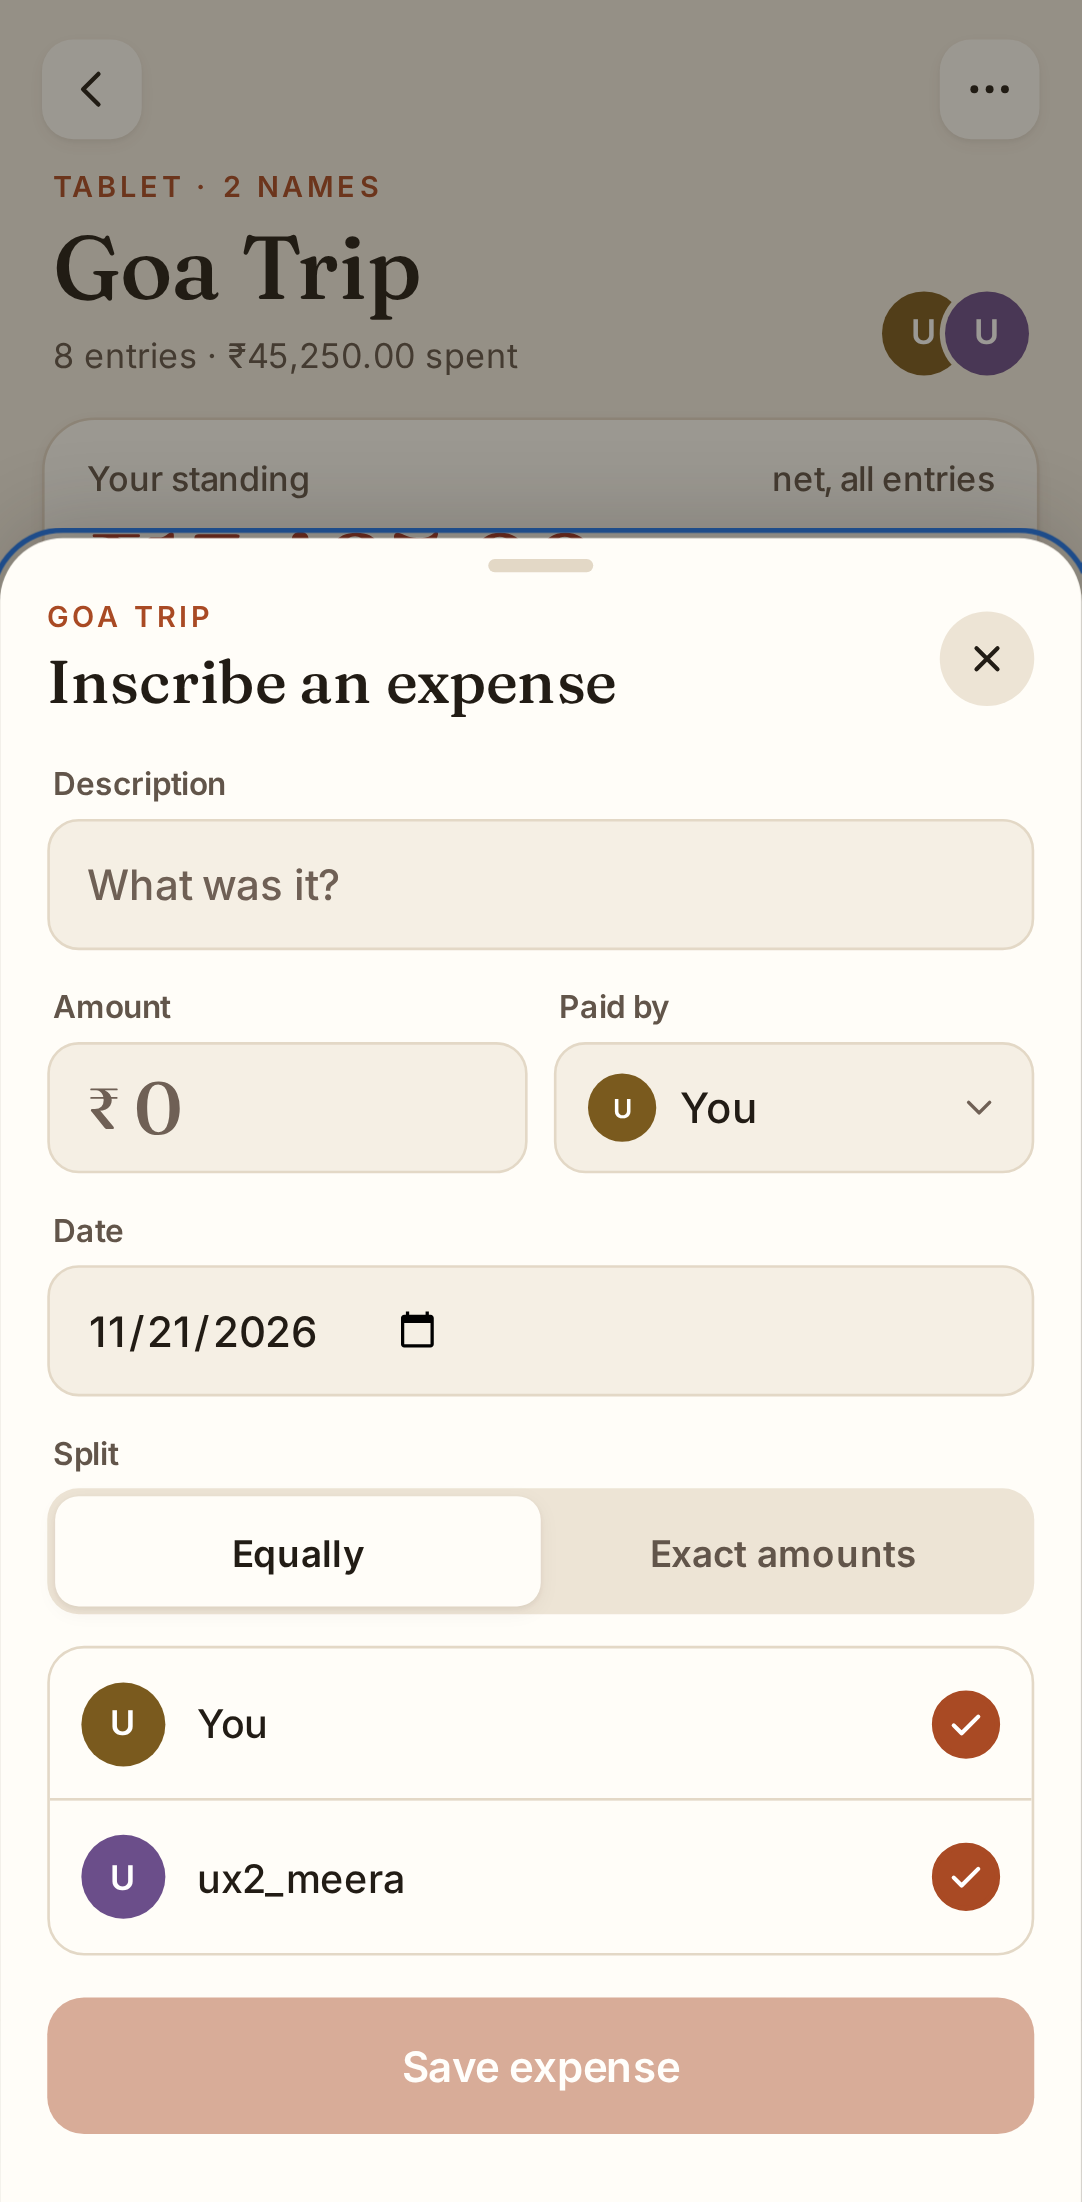 TABLET · 2 NAMES
Goa Trip
8 entries · ₹45,250.00 spent
U U
Your standing net, all entries
GOA TRIP
Inscribe an expense
Description
What was it?
Amount Paid by
₹ 0 U You
Date
11/21/2026
Split
Equally Exact amounts
U You
U ux2_meera
Save expense